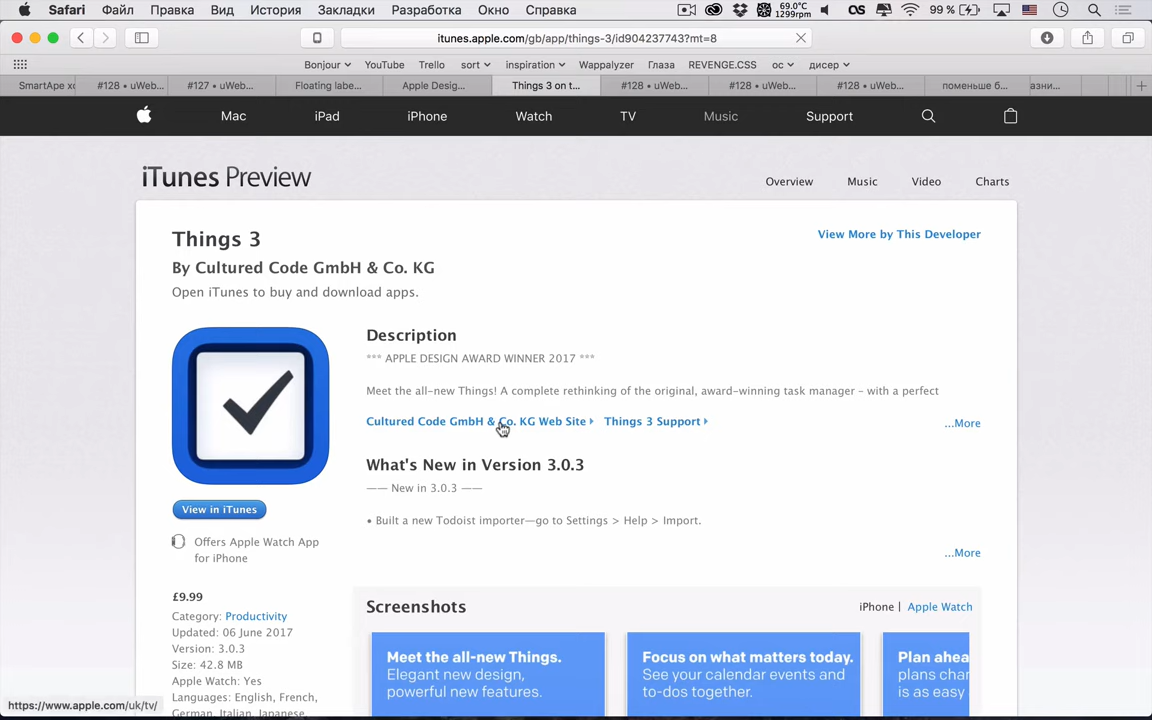 Safari Файл Правка Вид История Закладки Разработка Окно Справка 69.0°C 1299rpm 99 %
itunes.apple.com/gb/app/things-3/id904237743?mt=8
Bonjour YouTube Trello sort inspiration Wappalyzer Глаза REVENGE.CSS ос дисер
SmartApe хо #128 • uWeb... #127 • uWeb... Floating labe... Apple Desig... Things 3 on t... #128 • uWeb... #128 • uWeb... #128 • uWeb... поменьше б... азни...
Mac iPad iPhone Watch TV Music Support
iTunes Preview
Overview Music Video Charts
Things 3
View More by This Developer
By Cultured Code GmbH & Co. KG
Open iTunes to buy and download apps.
Description
*** APPLE DESIGN AWARD WINNER 2017 ***
Meet the all-new Things! A complete rethinking of the original, award-winning task manager – with a perfect
Cultured Code GmbH & Co. KG Web Site Things 3 Support ...More
What's New in Version 3.0.3
—— New in 3.0.3 ——
• Built a new Todoist importer—go to Settings > Help > Import.
...More
View in iTunes
Offers Apple Watch App
for iPhone
£9.99
Category: Productivity
Updated: 06 June 2017
Version: 3.0.3
Size: 42.8 MB
Apple Watch: Yes
Languages: English, French,
German, Italian, Japanese,
Screenshots
iPhone | Apple Watch
Meet the all-new Things.
Elegant new design,
powerful new features.
Focus on what matters today.
See your calendar events and
to-dos together.
Plan ahea
plans cha
is as easy
https://www.apple.com/uk/tv/